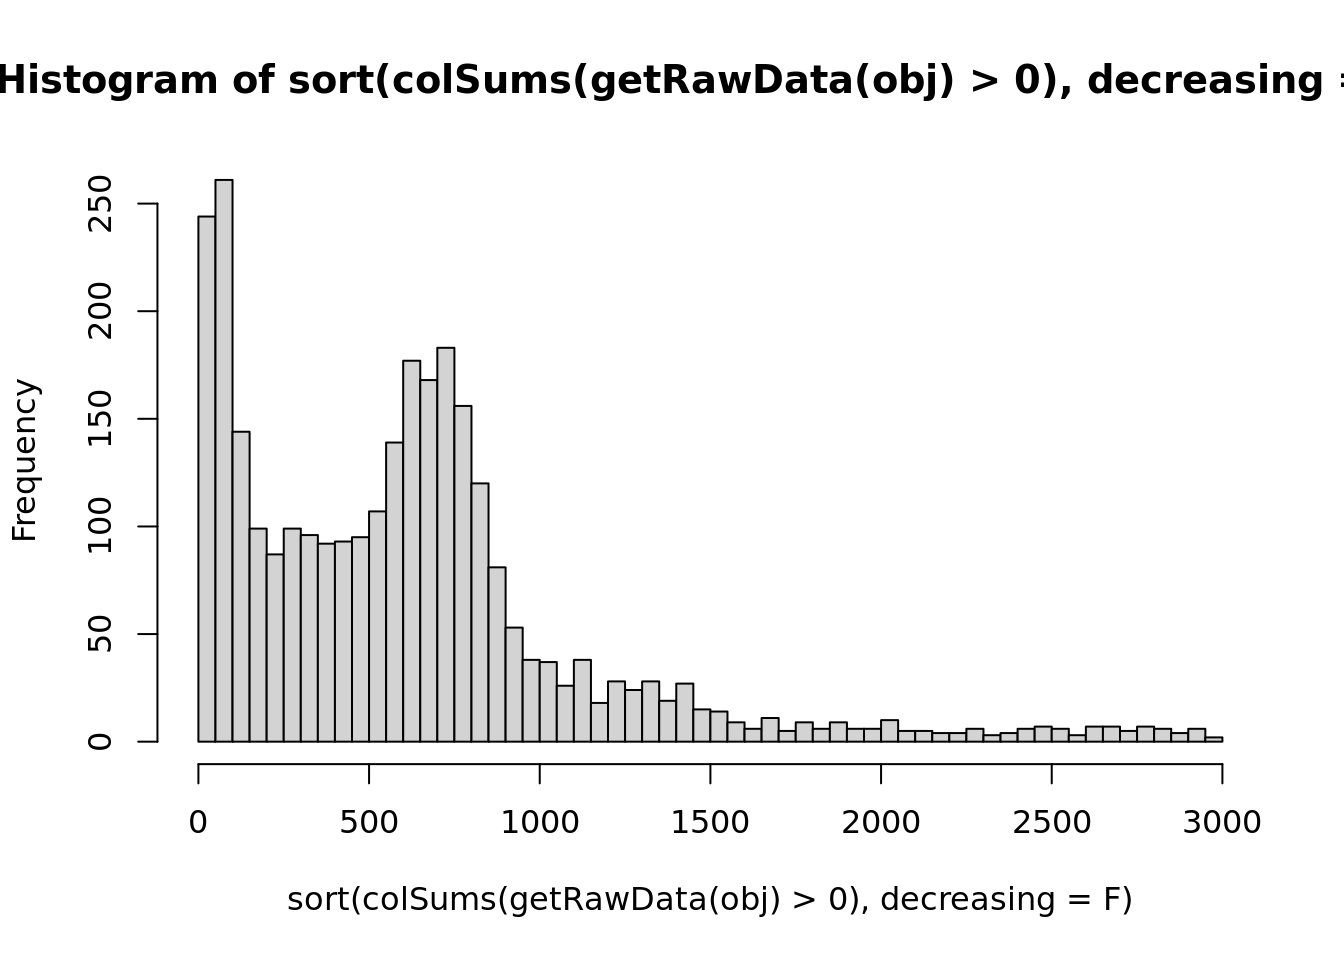 Histogram of sort(colSums(getRawData(obj) > 0), decreasing =
250
200
150
100
50
0
Frequency
0 500 1000 1500 2000 2500 3000
sort(colSums(getRawData(obj) > 0), decreasing = F)